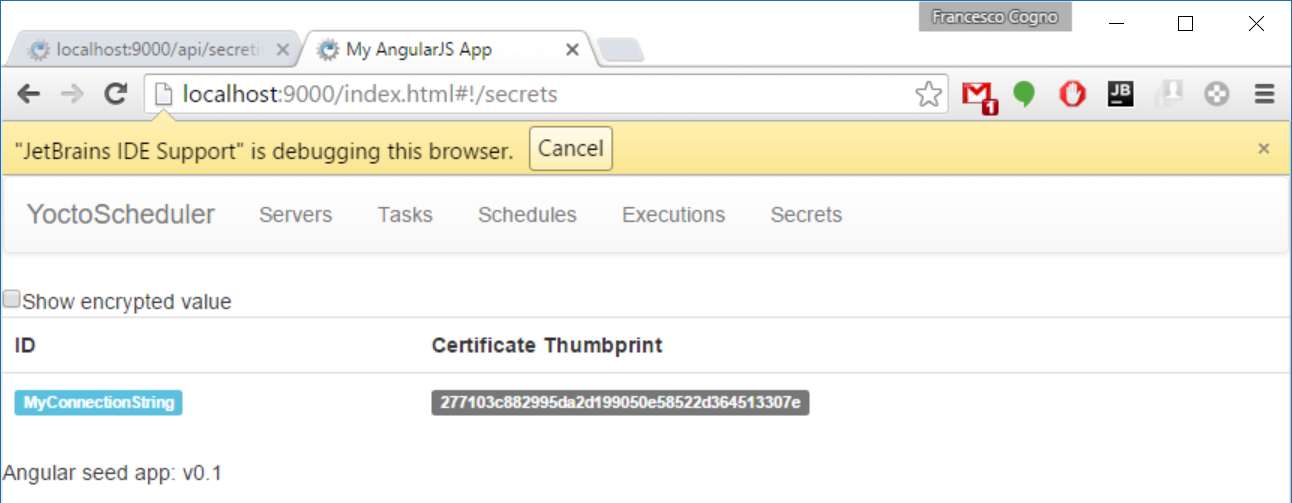 Francesco Cogno
localhost:9000/api/secreti
My AngularJS App
localhost:9000/index.html#!/secrets
1
JB
"JetBrains IDE Support" is debugging this browser. Cancel
YoctoScheduler Servers Tasks Schedules Executions Secrets
Show encrypted value
ID Certificate Thumbprint
MyConnectionString 277103c882995da2d199050e58522d364513307e
Angular seed app: v0.1